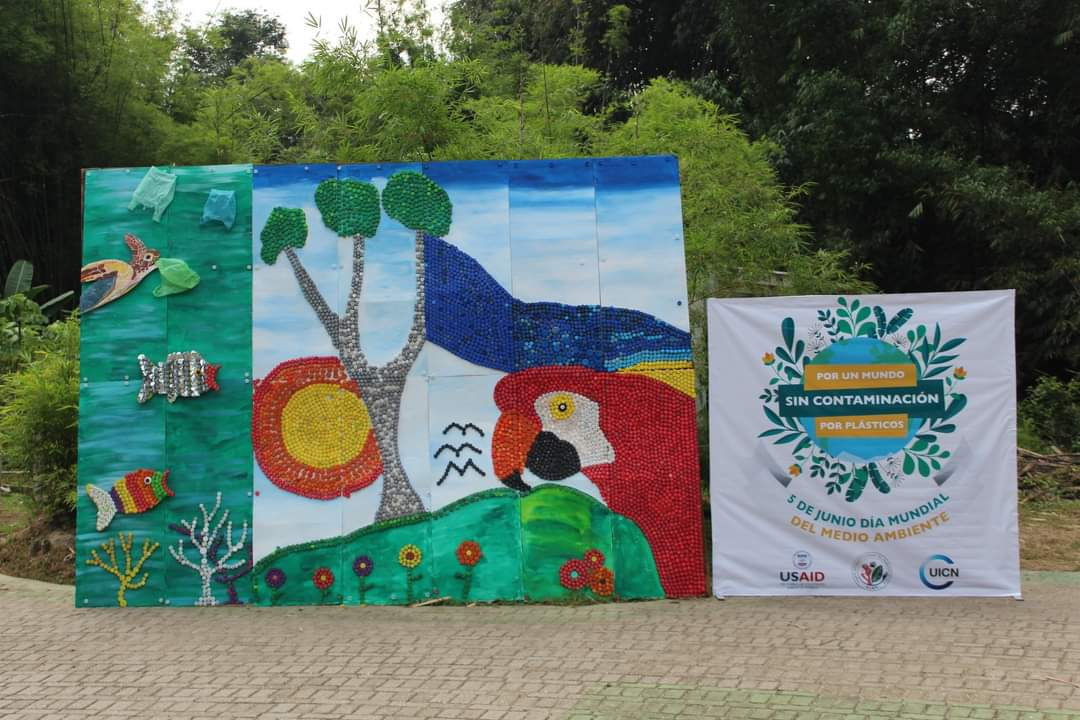 POR UN MUNDO
SIN CONTAMINACIÓN
POR PLÁSTICOS
5 DE JUNIO DÍA MUNDIAL
DEL MEDIO AMBIENTE
USAID
UICN